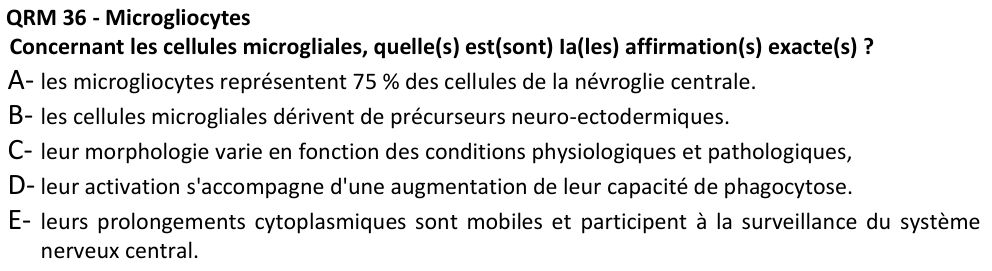 QRM 36 - Microgliocytes
Concernant les cellules microgliales, quelle(s) est(sont) Ia(les) affirmation(s) exacte(s) ?
A- les microgliocytes représentent 75 % des cellules de la névroglie centrale.
B- les cellules microgliales dérivent de précurseurs neuro-ectodermiques.
C- leur morphologie varie en fonction des conditions physiologiques et pathologiques,
D- leur activation s'accompagne d'une augmentation de leur capacité de phagocytose.
E- leurs prolongements cytoplasmiques sont mobiles et participent à la surveillance du système
nerveux central.